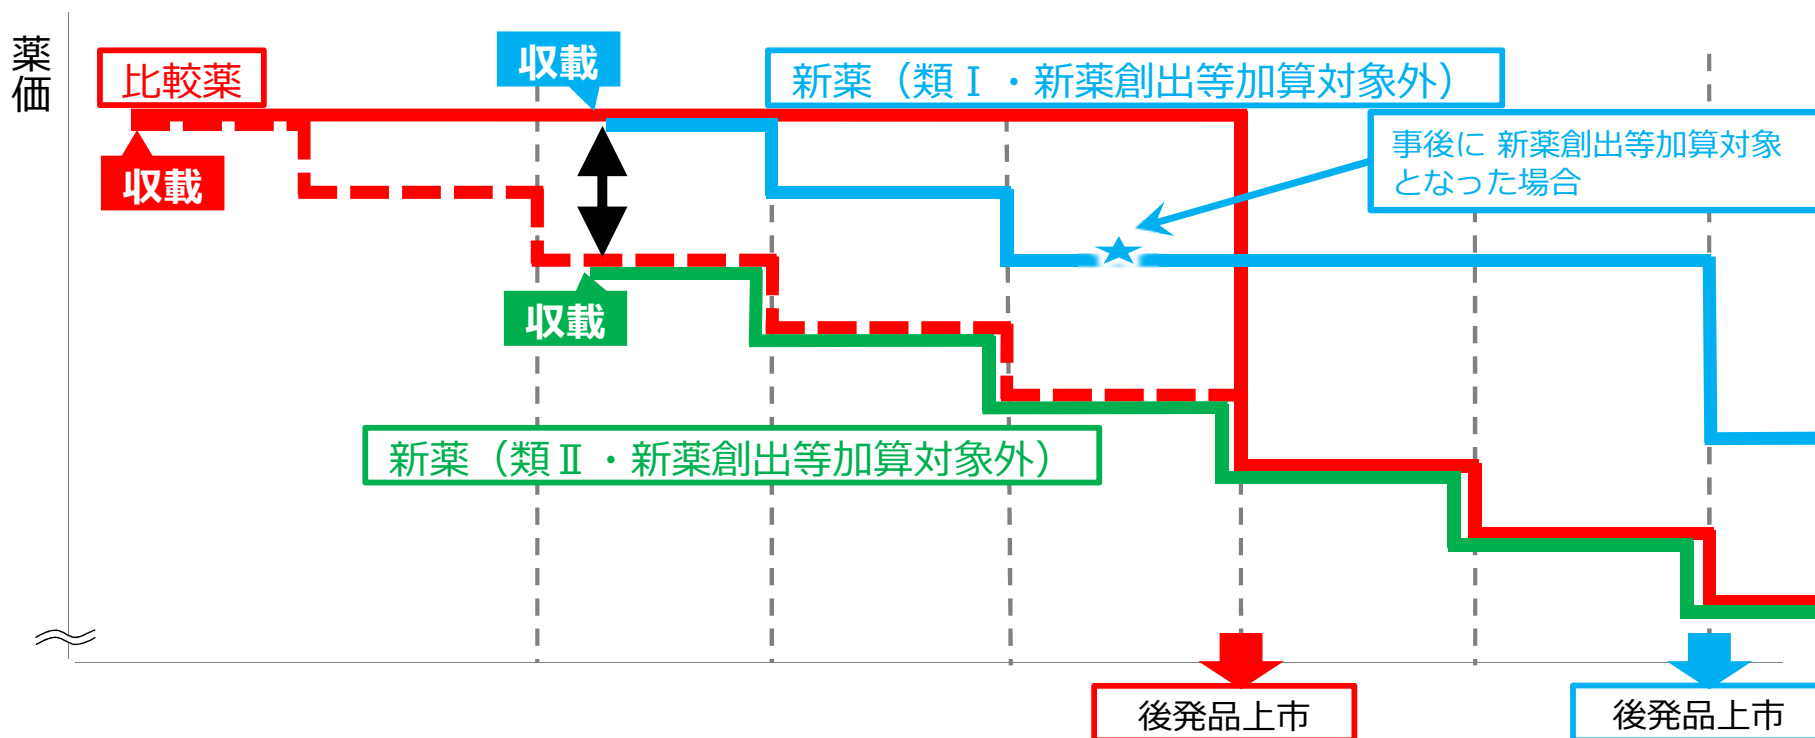 薬価
比較薬
収載
新薬（類Ⅰ・新薬創出等加算対象外）
事後に 新薬創出等加算対象
となった場合
収載
収載
新薬（類Ⅱ・新薬創出等加算対象外）
後発品上市
後発品上市